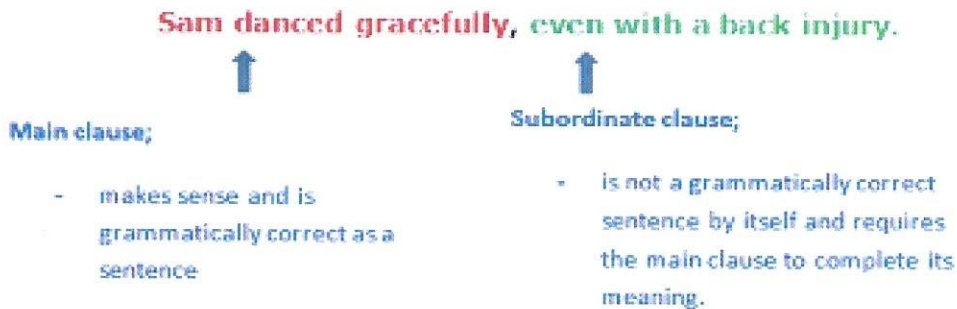 Sam danced gracefully, even with a back injury.
Main clause;
- makes sense and is
grammatically correct as a
sentence
Subordinate clause;
- is not a grammatically correct
sentence by itself and requires
the main clause to complete its
meaning.